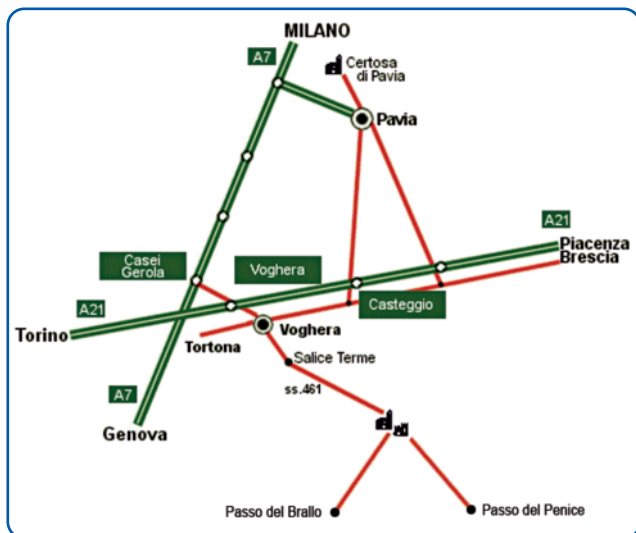 MILANO
A7
Certosa
di Pavia
Pavia
A21
Piacenza
Brescia
Casei
Gerola
Voghera
Casteggio
A21
Torino
Tortona
Voghera
Salice Terme
ss.461
A7
Genova
Passo del Brallo
Passo del Penice